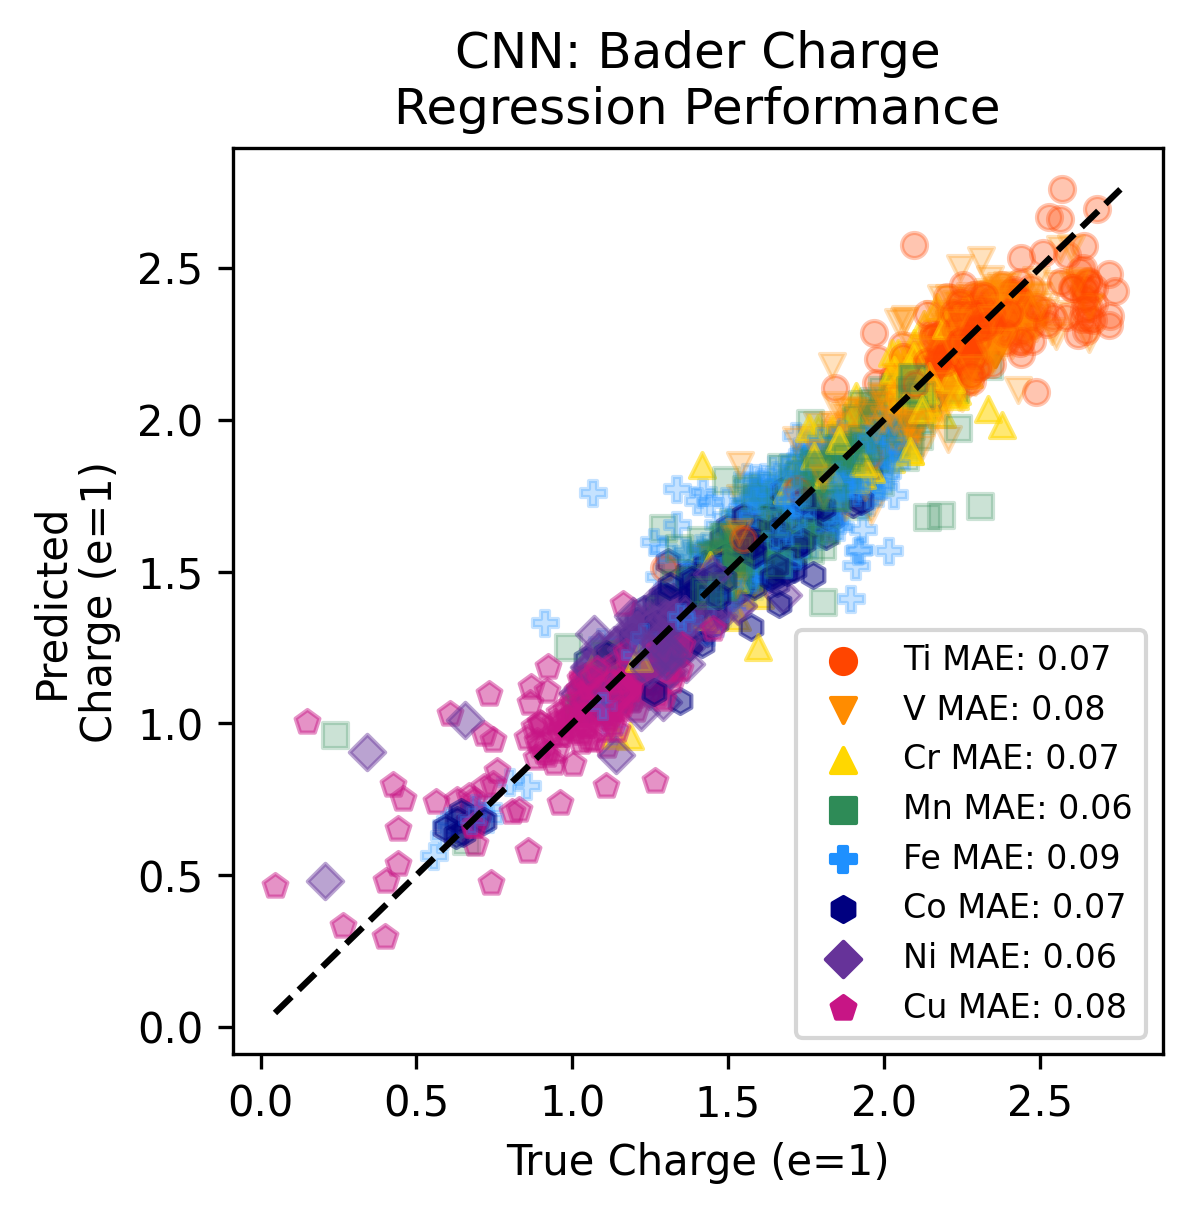 CNN: Bader Charge
Regression Performance
Predicted
Charge (e=1)
2.5
2.0
1.5
1.0
0.5
0.0
Ti MAE: 0.07
V MAE: 0.08
Cr MAE: 0.07
Mn MAE: 0.06
Fe MAE: 0.09
Co MAE: 0.07
Ni MAE: 0.06
Cu MAE: 0.08
0.0 0.5 1.0 1.5 2.0 2.5
True Charge (e=1)